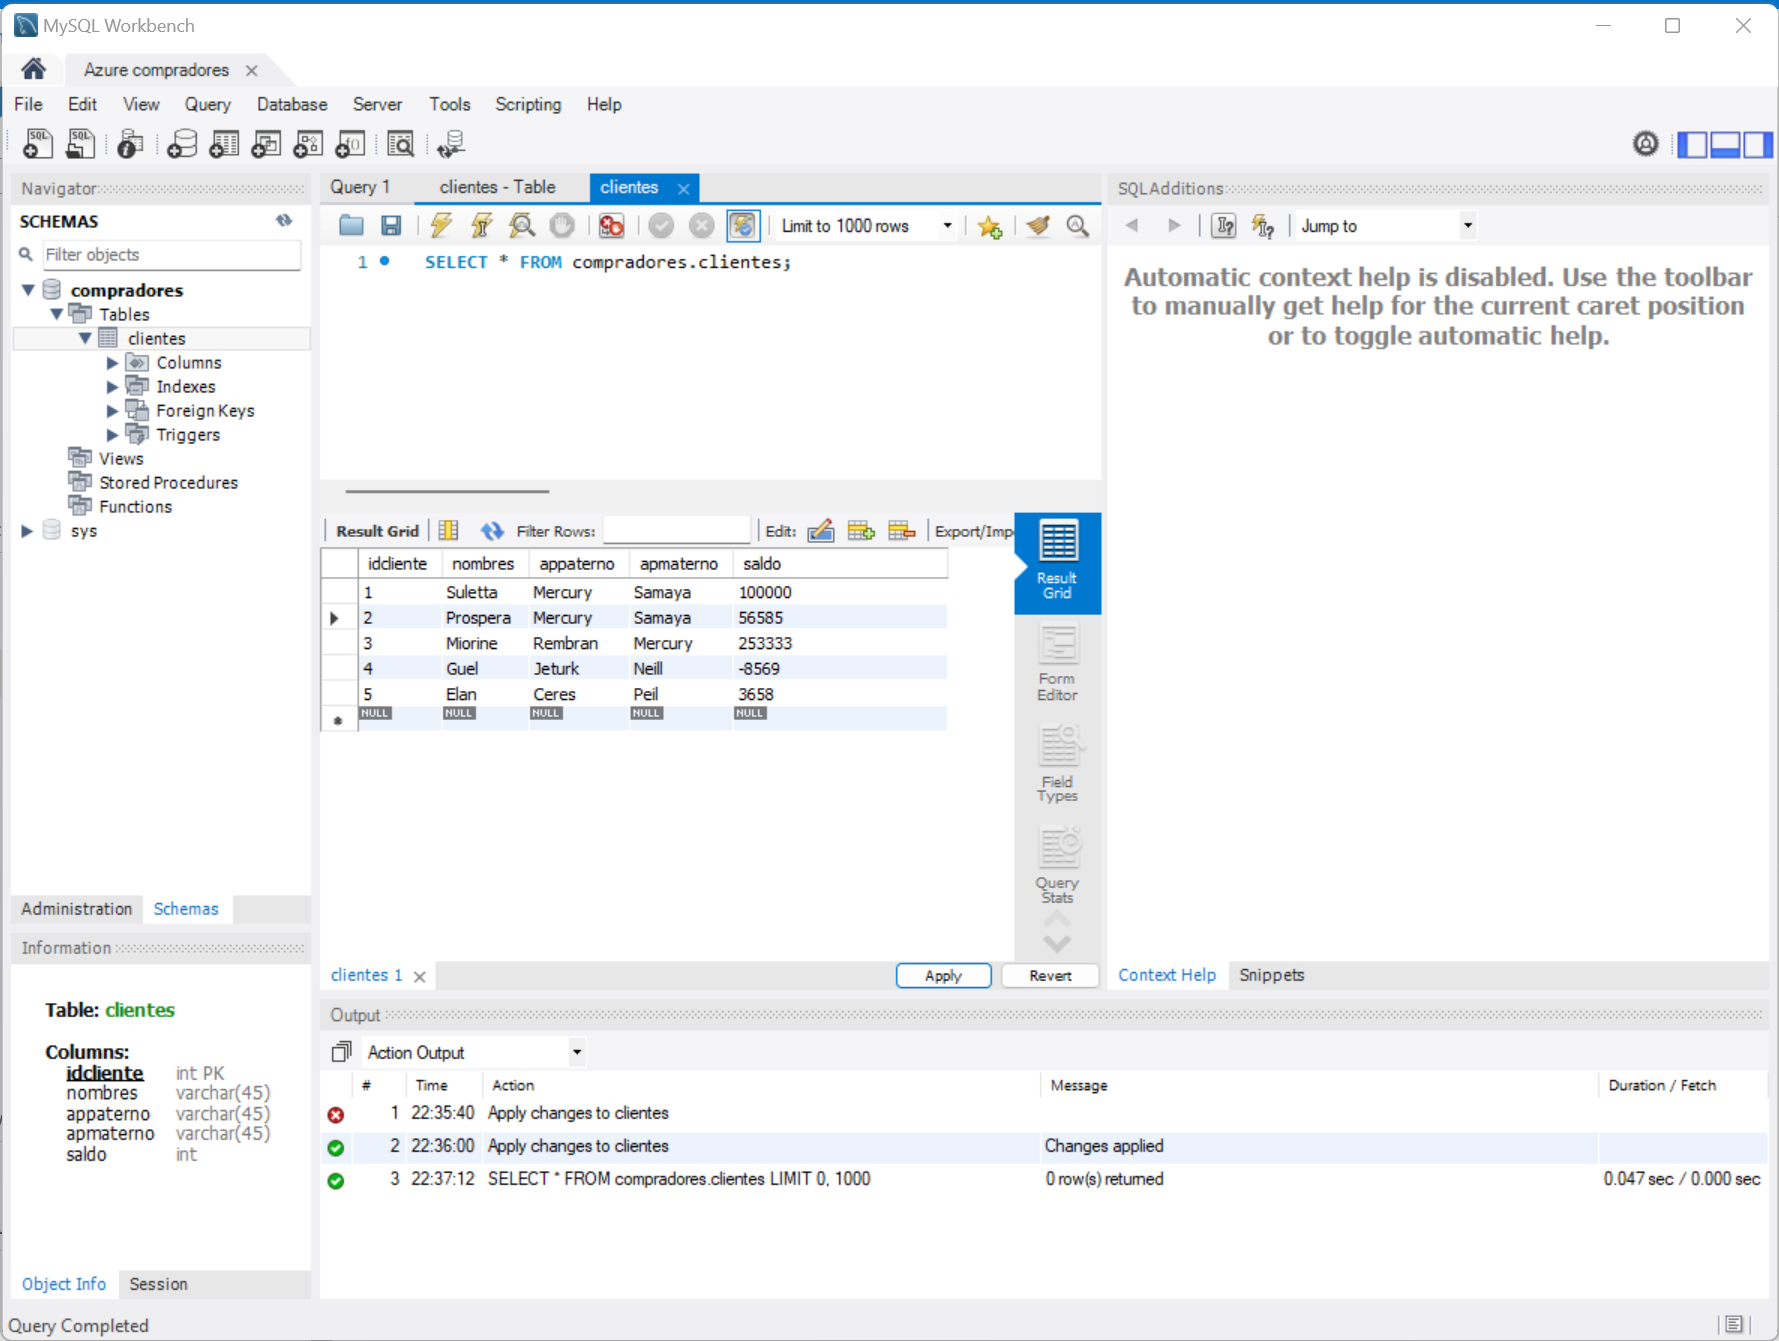 MySQL Workbench
Azure compradores
File Edit View Query Database Server Tools Scripting Help
Navigator
SCHEMAS
Filter objects
compradores
Tables
clientes
Columns
Indexes
Foreign Keys
Triggers
Views
Stored Procedures
Functions
sys
Administration Schemas
Information
Table: clientes
Columns:
idcliente int PK
nombres varchar(45)
appaterno varchar(45)
apmaterno varchar(45)
saldo int
Object Info Session
Query 1 clientes - Table clientes
Limit to 1000 rows
1 SELECT * FROM compradores.clientes;
Result Grid Filter Rows: Edit: Export/Imp
idcliente nombres appaterno apmaterno saldo
1 Suletta Mercury Samaya 100000
2 Prospera Mercury Samaya 56585
3 Miorine Rembran Mercury 253333
4 Guel Jeturk Neill -8569
5 Elan Ceres Peil 3658
NULL NULL NULL NULL NULL
Result
Grid
Form
Editor
Field
Types
Query
Stats
clientes 1 Apply Revert
SQLAdditions
Jump to
Automatic context help is disabled. Use the toolbar
to manually get help for the current caret position
or to toggle automatic help.
Context Help Snippets
Output
Action Output
# Time Action Message Duration / Fetch
1 22:35:40 Apply changes to clientes
2 22:36:00 Apply changes to clientes Changes applied
3 22:37:12 SELECT * FROM compradores.clientes LIMIT 0, 1000 0 row(s) returned 0.047 sec / 0.000 sec
Query Completed